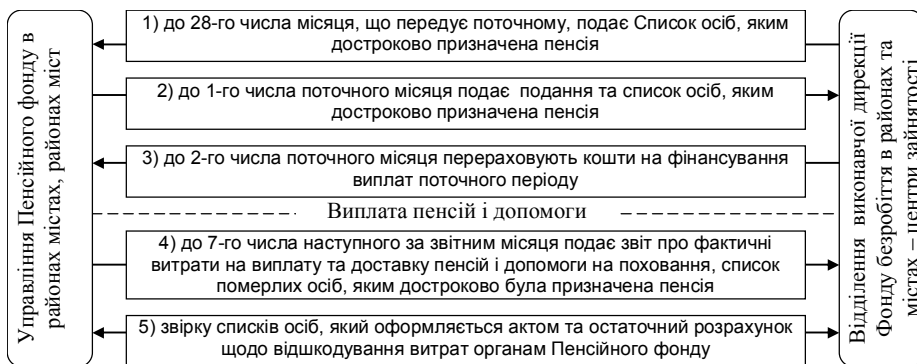 Управління Пенсійного фонду в
районах містах, районах міст
1) до 28-го числа місяця, що передує поточному, подає Список осіб, яким
достроково призначена пенсія
2) до 1-го числа поточного місяця подає подання та список осіб, яким
достроково призначена пенсія
3) до 2-го числа поточного місяця перераховують кошти на фінансування
виплат поточного періоду
Виплата пенсій і допомоги
4) до 7-го числа наступного за звітним місяця подає звіт про фактичні
витрати на виплату та доставку пенсій і допомоги на поховання, список
померлих осіб, яким достроково була призначена пенсія
5) звірку списків осіб, який оформляється актом та остаточний розрахунок
щодо відшкодування витрат органам Пенсійного фонду
Відділення виконавчої дирекції
Фонду безробіття в районах та
містах – центри зайнятості